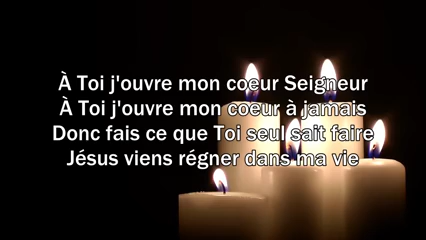 À Toi j'ouvre mon coeur Seigneur
À Toi j'ouvre mon coeur à jamais
Donc fais ce que Toi seul sait faire
Jésus viens régner dans ma vie